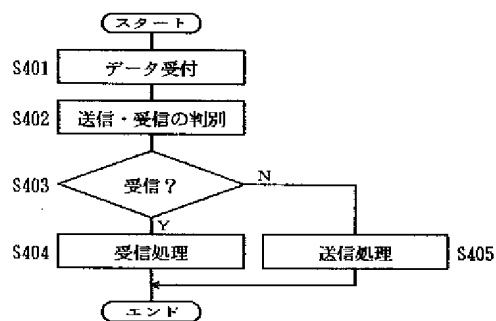 スタート
S401 データ受付
S402 送信・受信の判別
S403 受信？ N
Y
S404 受信処理 送信処理 S405
エンド